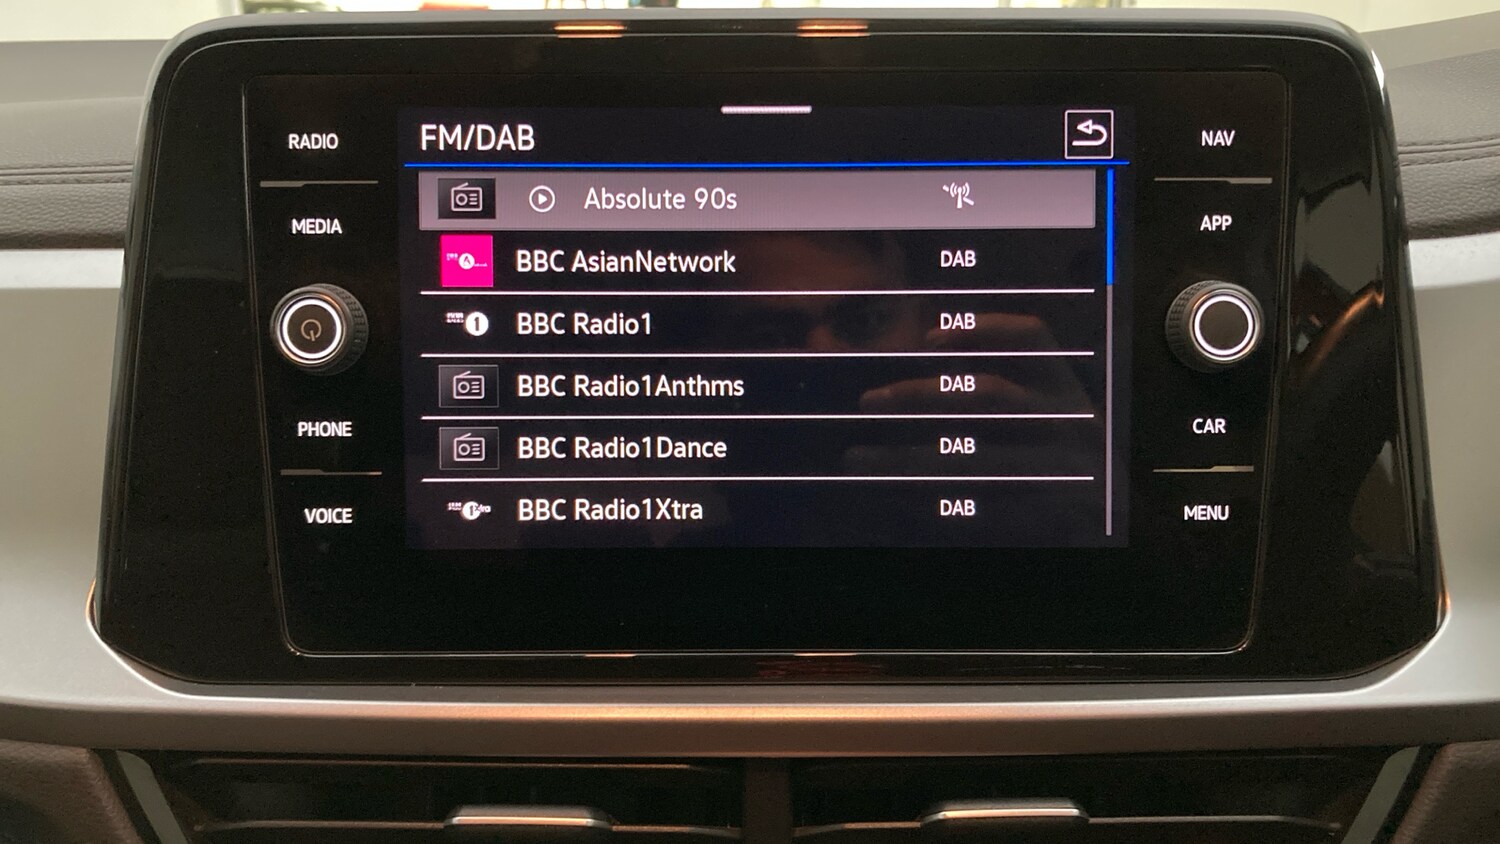 RADIO
MEDIA
PHONE
VOICE
FM/DAB
Absolute 90s
BBC AsianNetwork DAB
BBC Radio1 DAB
BBC Radio1Anthms DAB
BBC Radio1Dance DAB
BBC Radio1Xtra DAB
NAV
APP
CAR
MENU